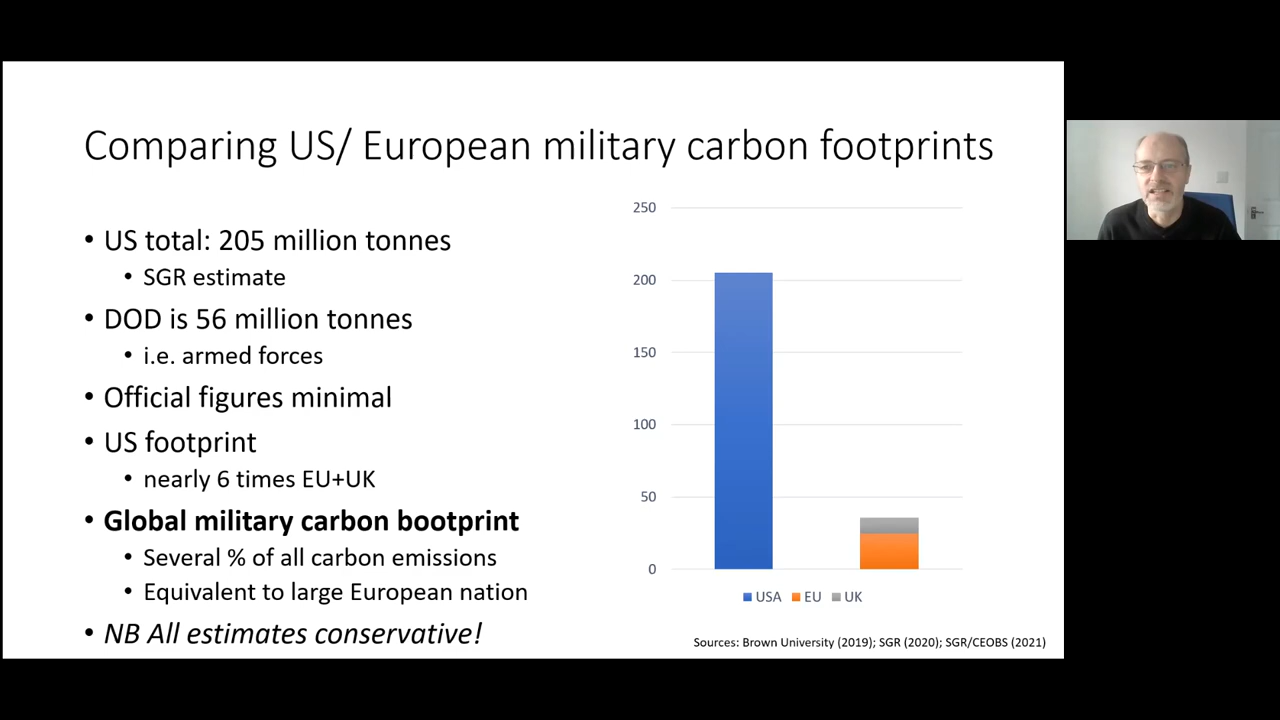 Comparing US/ European military carbon footprints
• US total: 205 million tonnes
• SGR estimate
• DOD is 56 million tonnes
• i.e. armed forces
• Official figures minimal
• US footprint
• nearly 6 times EU+UK
• Global military carbon bootprint
• Several % of all carbon emissions
• Equivalent to large European nation
• NB All estimates conservative!
250
200
150
100
50
0
USA EU UK
Sources: Brown University (2019); SGR (2020); SGR/CEOBS (2021)